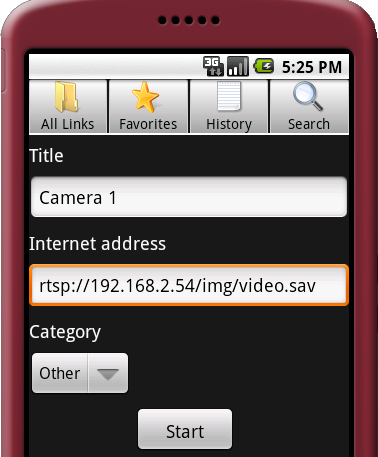 3G 5:25 PM
All Links Favorites History Search
Title
Camera 1
Internet address
rtsp://192.168.2.54/img/video.sav
Category
Other
Start